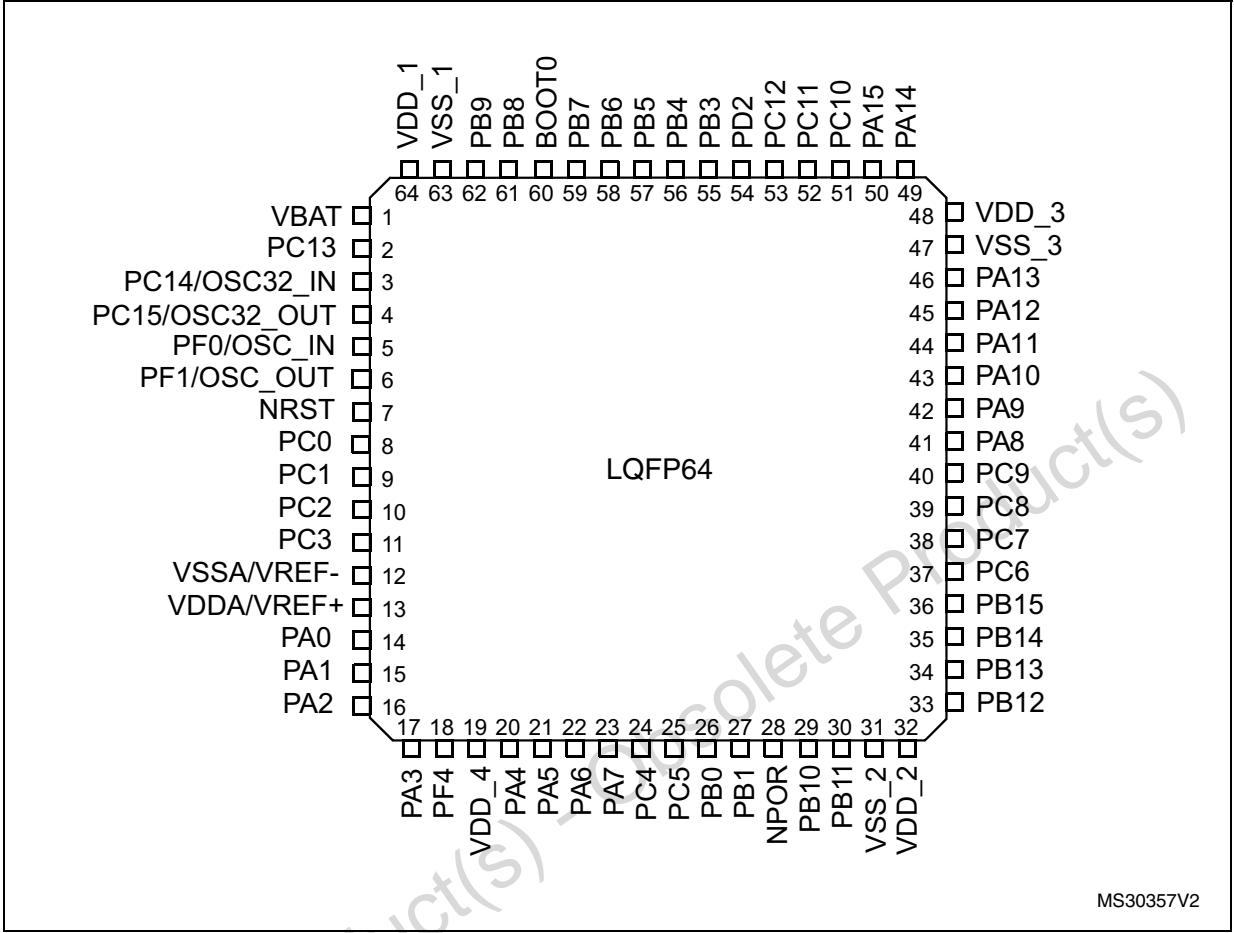 VDD_1
VSS_1
PB9
PB8
BOOT0
PB7
PB6
PB5
PB4
PB3
PD2
PC12
PC11
PC10
PA15
PA14
64 63 62 61 60 59 58 57 56 55 54 53 52 51 50 49
VBAT 1
PC13 2
PC14/OSC32_IN 3
PC15/OSC32_OUT 4
PF0/OSC_IN 5
PF1/OSC_OUT 6
NRST 7
PC0 8
PC1 9
PC2 10
PC3 11
VSSA/VREF- 12
VDDA/VREF+ 13
PA0 14
PA1 15
PA2 16
LQFP64
48 VDD_3
47 VSS_3
46 PA13
45 PA12
44 PA11
43 PA10
42 PA9
41 PA8
40 PC9
39 PC8
38 PC7
37 PC6
36 PB15
35 PB14
34 PB13
33 PB12
17 18 19 20 21 22 23 24 25 26 27 28 29 30 31 32
PA3
PF4
VDD_4
PA4
PA5
PA6
PA7
PC4
PC5
PB0
PB1
NPOR
PB10
PB11
VSS_2
VDD_2
uct(s) - Obsolete Product(s)
MS30357V2